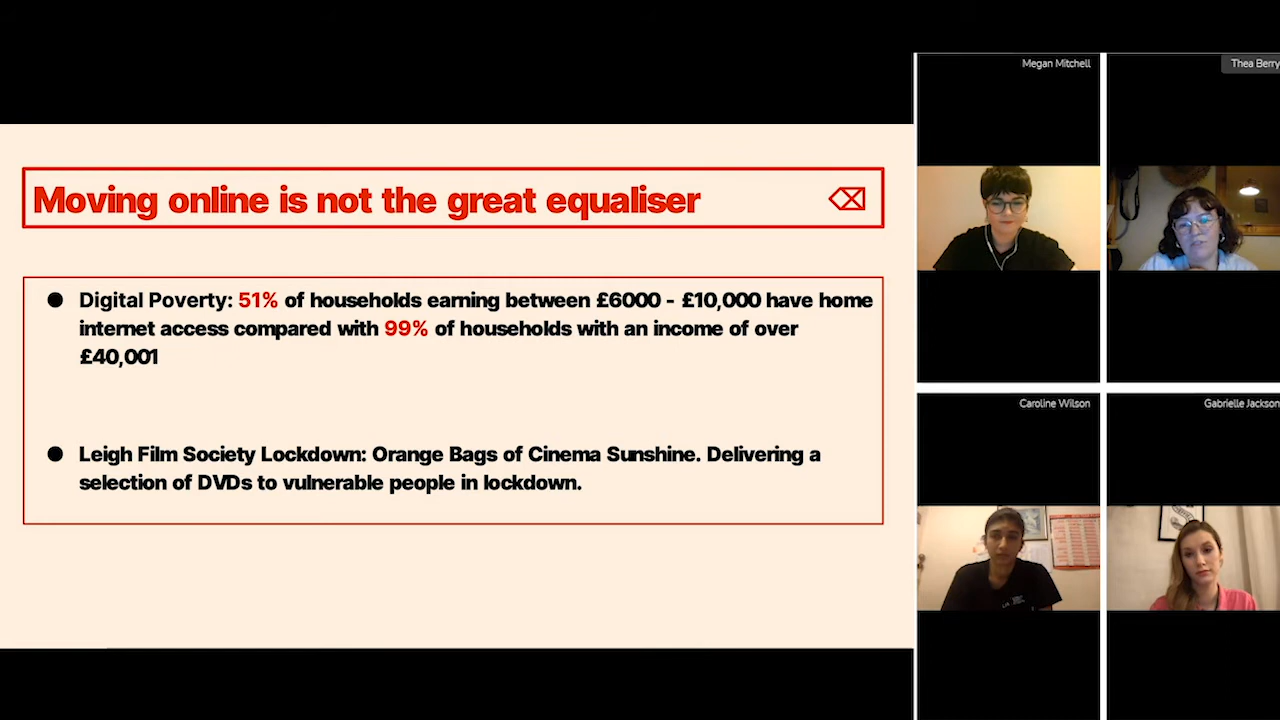 Moving online is not the great equaliser
Digital Poverty: 51% of households earning between £6000 - £10,000 have home
internet access compared with 99% of households with an income of over
£40,001
Leigh Film Society Lockdown: Orange Bags of Cinema Sunshine. Delivering a
selection of DVDs to vulnerable people in lockdown.
Megan Mitchell
Thea Berry
Caroline Wilson
Gabrielle Jackson